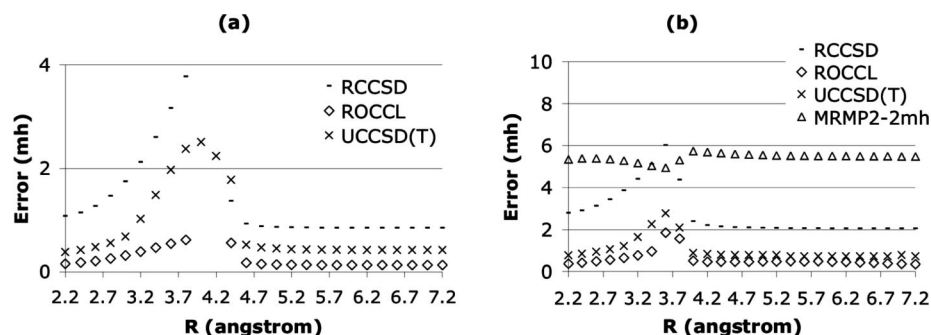 (a)
4
2
0
Error (mh)
RCCSD
ROCCL
UCCSD(T)
2.2 2.7 3.2 3.7 4.2 4.7 5.2 5.7 6.2 6.7 7.2
R (angstrom)
(b)
10
8
6
4
2
0
Error (mh)
RCCSD
ROCCL
UCCSD(T)
MRMP2-2mh
2.2 2.7 3.2 3.7 4.2 4.7 5.2 5.7 6.2 6.7 7.2
R (angstrom)